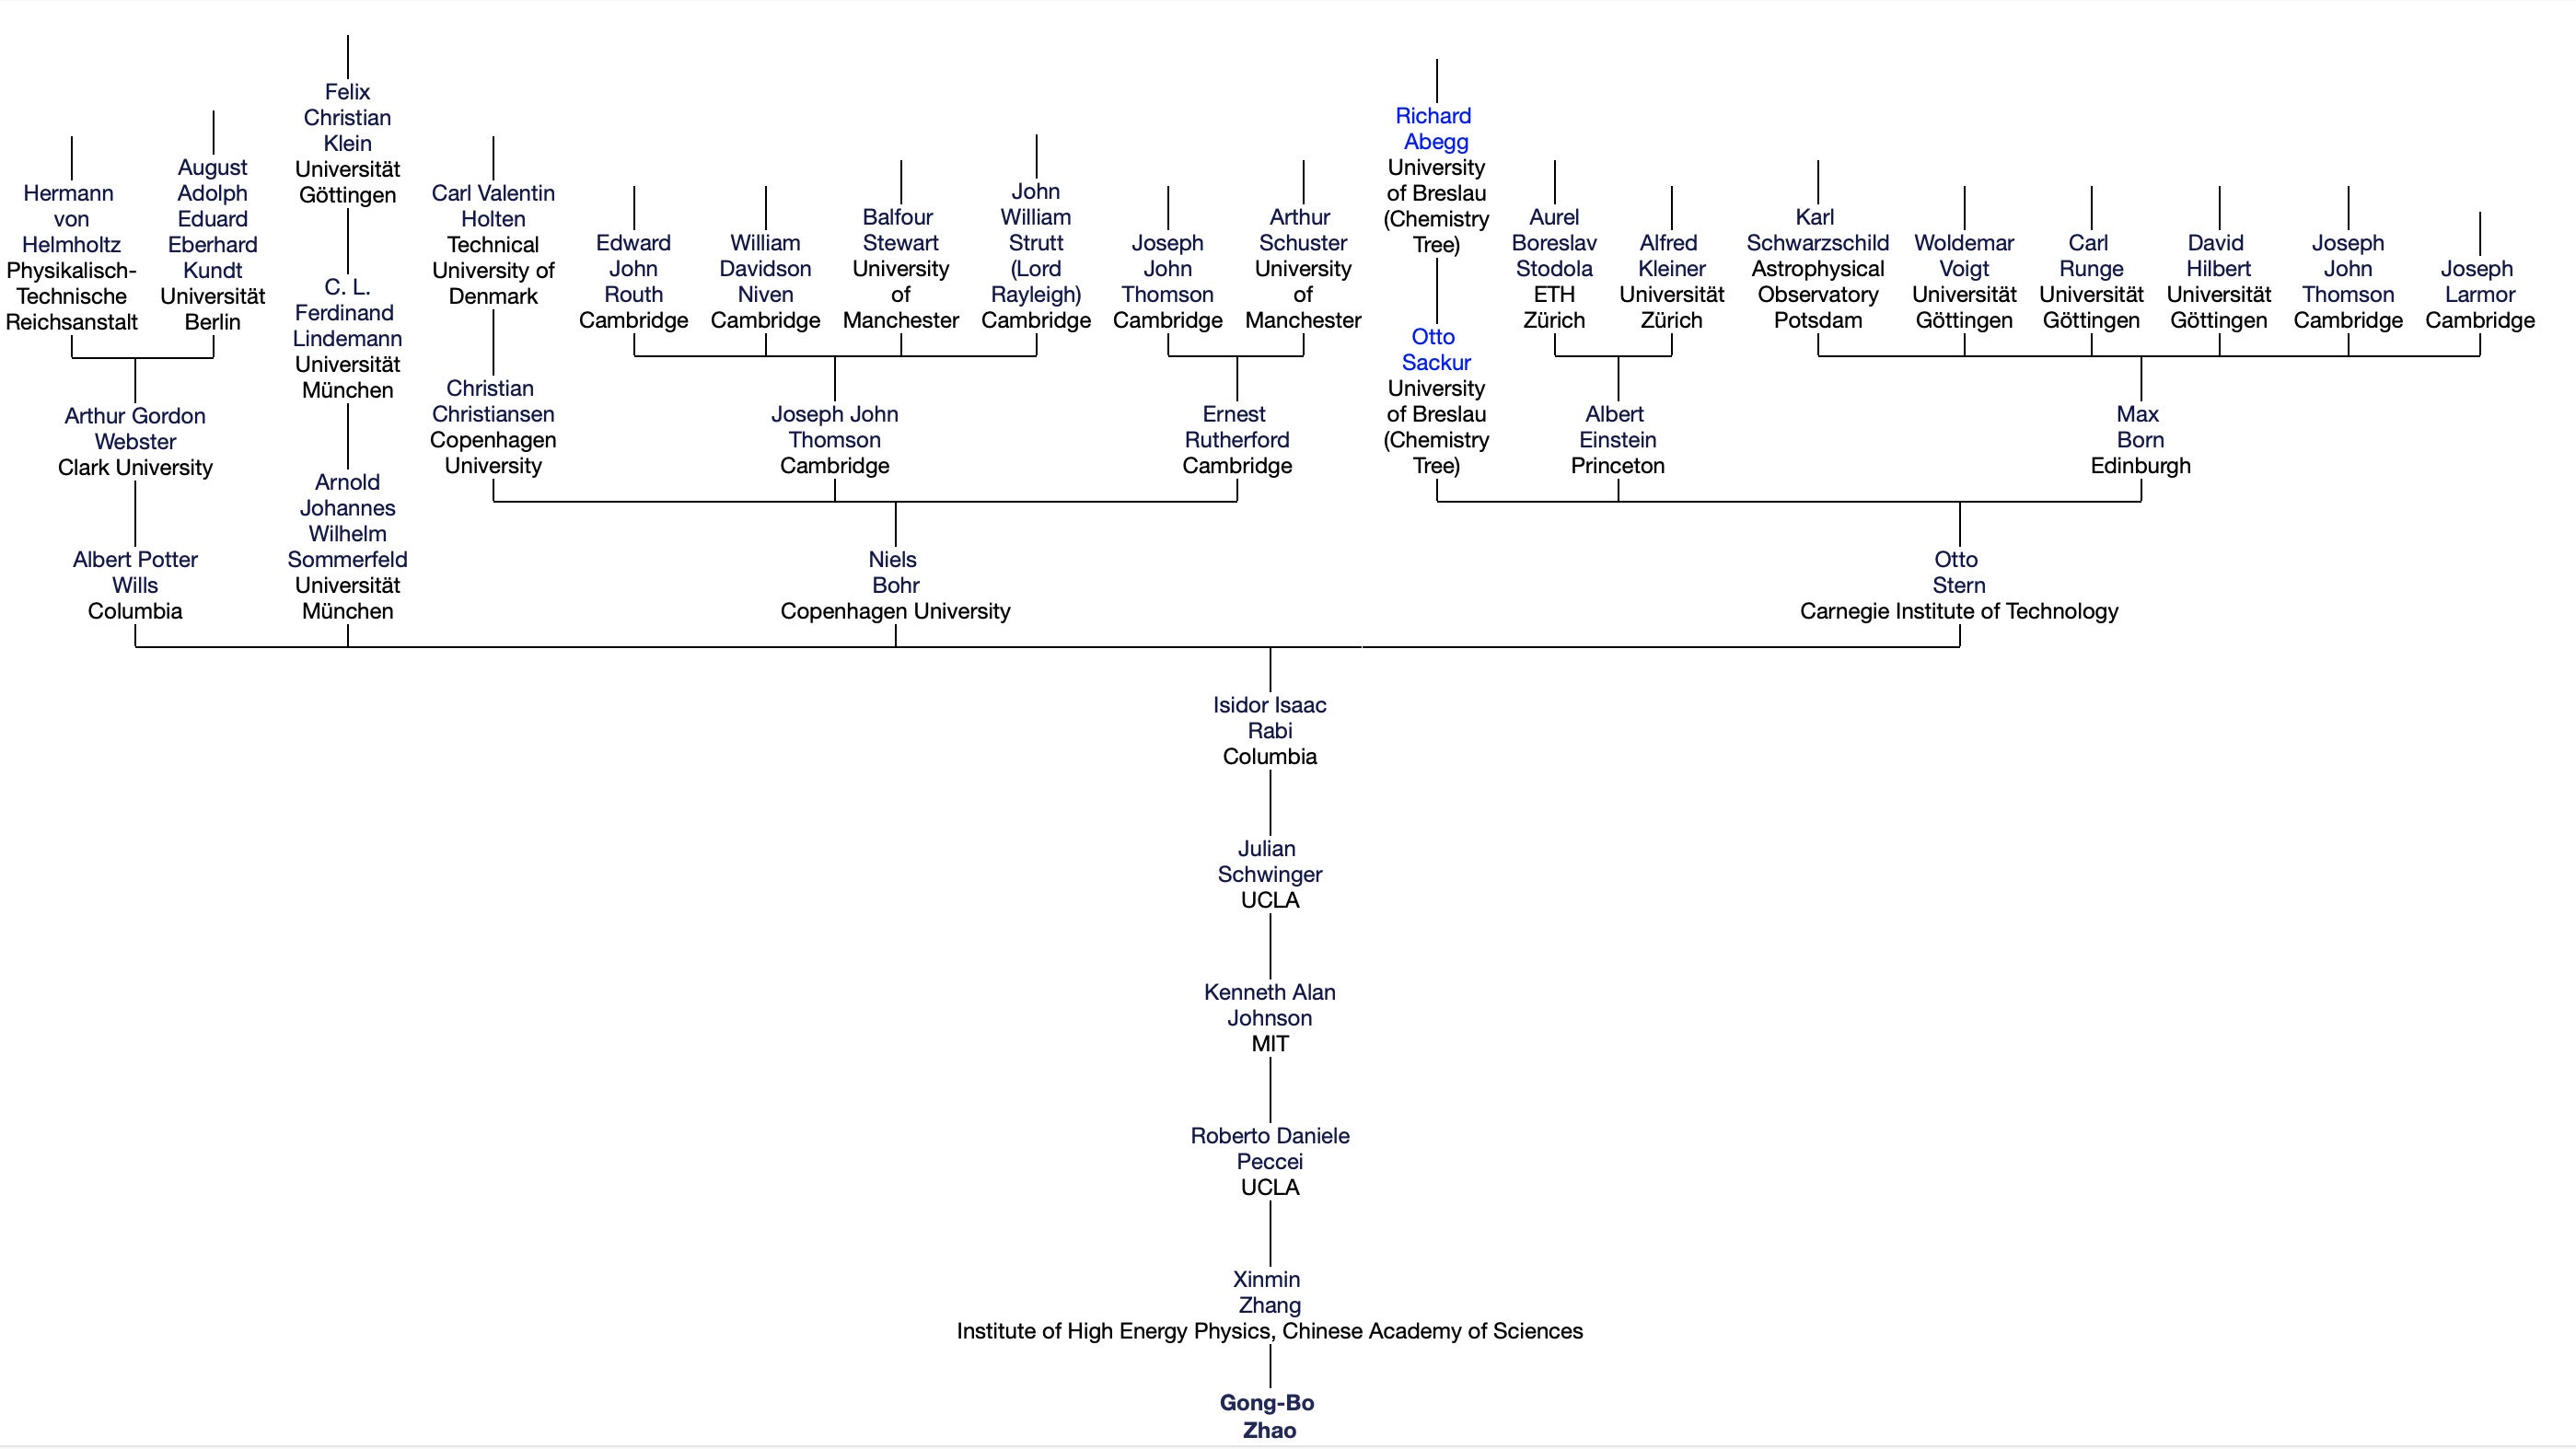 Felix
Christian
Klein
Universität
Göttingen
Richard
Abegg
University
of Breslau
(Chemistry
Tree)
Hermann
von
Helmholtz
Physikalisch-
Technische
Reichsanstalt
August
Adolph
Eduard
Eberhard
Kundt
Universität
Berlin
C. L.
Ferdinand
Lindemann
Universität
München
Carl Valentin
Holten
Technical
University of
Denmark
Edward
John
Routh
Cambridge
William
Davidson
Niven
Cambridge
Balfour
Stewart
University
of
Manchester
John
William
Strutt
(Lord
Rayleigh)
Cambridge
Joseph
John
Thomson
Cambridge
Arthur
Schuster
University
of
Manchester
Otto
Sackur
University
of Breslau
(Chemistry
Tree)
Aurel
Boreslav
Stodola
ETH
Zürich
Alfred
Kleiner
Universität
Zürich
Karl
Schwarzschild
Astrophysical
Observatory
Potsdam
Woldemar
Voigt
Universität
Göttingen
Carl
Runge
Universität
Göttingen
David
Hilbert
Universität
Göttingen
Joseph
John
Thomson
Cambridge
Joseph
Larmor
Cambridge
Arthur Gordon
Webster
Clark University
Arnold
Johannes
Wilhelm
Sommerfeld
Universität
München
Christian
Christiansen
Copenhagen
University
Joseph John
Thomson
Cambridge
Ernest
Rutherford
Cambridge
Albert
Einstein
Princeton
Max
Born
Edinburgh
Albert Potter
Wills
Columbia
Niels
Bohr
Copenhagen University
Otto
Stern
Carnegie Institute of Technology
Isidor Isaac
Rabi
Columbia
Julian
Schwinger
UCLA
Kenneth Alan
Johnson
MIT
Roberto Daniele
Peccei
UCLA
Xinmin
Zhang
Institute of High Energy Physics, Chinese Academy of Sciences
Gong-Bo
Zhao